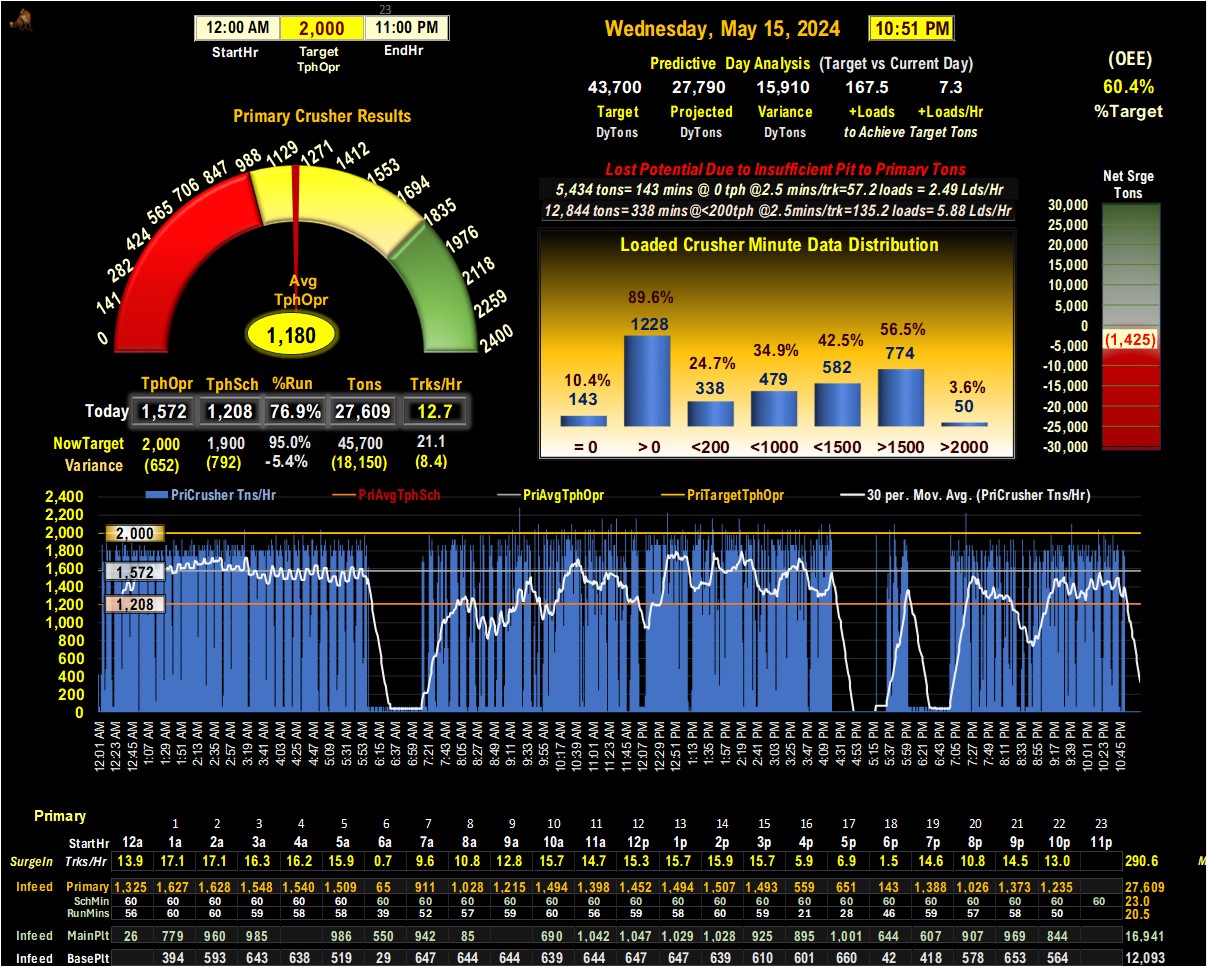 23
12:00 AM 2,000 11:00 PM
StartHr Target TphOpr EndHr
Wednesday, May 15, 2024 10:51 PM
Predictive Day Analysis (Target vs Current Day)
43,700 27,790 15,910 167.5 7.3
Target Projected Variance +Loads +Loads/Hr
DyTons DyTons DyTons to Achieve Target Tons
(OEE)
60.4%
%Target
Primary Crusher Results
0 141 282 424 565 706 847 988 1129 1271 1412 1553 1694 1835 1976 2118 2259 2400
Avg
TphOpr
1,180
Lost Potential Due to Insufficient Pit to Primary Tons
5,434 tons= 143 mins @ 0 tph @2.5 mins/trk=57.2 loads = 2.49 Lds/Hr
12,844 tons= 338 mins@<200tph @2.5mins/trk=135.2 loads= 5.88 Lds/Hr
Loaded Crusher Minute Data Distribution
10.4% 89.6% 24.7% 34.9% 42.5% 56.5% 3.6%
143 1228 338 479 582 774 50
= 0 > 0 <200 <1000 <1500 >1500 >2000
Net Srge
Tons
30,000
25,000
20,000
15,000
10,000
5,000
0
(1,425)
-5,000
-10,000
-15,000
-20,000
-25,000
-30,000
TphOpr TphSch %Run Tons Trks/Hr
Today 1,572 1,208 76.9% 27,609 12.7
NowTarget 2,000 1,900 95.0% 45,700 21.1
Variance (652) (792) -5.4% (18,150) (8.4)
PriCrusher Tns/Hr PriAvgTphSch PriAvgTphOpr PriTargetTphOpr 30 per. Mov. Avg. (PriCrusher Tns/Hr)
2,400
2,200
2,000
1,800
1,600
1,400
1,200
1,000
800
600
400
200
0
2,000
1,572
1,208
12:01 AM 12:23 AM 12:45 AM 1:07 AM 1:29 AM 1:51 AM 2:13 AM 2:35 AM 2:57 AM 3:19 AM 3:41 AM 4:03 AM 4:25 AM 4:47 AM 5:09 AM 5:31 AM 5:53 AM 6:15 AM 6:37 AM 6:59 AM 7:21 AM 7:43 AM 8:05 AM 8:27 AM 8:49 AM 9:11 AM 9:33 AM 9:55 AM 10:17 AM 10:39 AM 11:01 AM 11:23 AM 11:45 AM 12:07 PM 12:29 PM 12:51 PM 1:13 PM 1:35 PM 1:57 PM 2:19 PM 2:41 PM 3:03 PM 3:25 PM 3:47 PM 4:09 PM 4:31 PM 4:53 PM 5:15 PM 5:37 PM 5:59 PM 6:21 PM 6:43 PM 7:05 PM 7:27 PM 7:49 PM 8:11 PM 8:33 PM 8:55 PM 9:17 PM 9:39 PM 10:01 PM 10:23 PM 10:45 PM
Primary
1 2 3 4 5 6 7 8 9 10 11 12 13 14 15 16 17 18 19 20 21 22 23
StartHr 12a 1a 2a 3a 4a 5a 6a 7a 8a 9a 10a 11a 12p 1p 2p 3p 4p 5p 6p 7p 8p 9p 10p 11p
SurgeIn Trks/Hr 13.9 17.1 17.1 16.3 16.2 15.9 0.7 9.6 10.8 12.8 15.7 14.7 15.3 15.7 15.9 15.7 5.9 6.9 1.5 14.6 10.8 14.5 13.0 290.6 M
Infeed Primary 1,325 1,627 1,628 1,548 1,540 1,509 65 911 1,028 1,215 1,494 1,398 1,452 1,494 1,507 1,493 559 651 143 1,388 1,026 1,373 1,235 27,609
SchMin 60 60 60 60 60 60 60 60 60 60 60 60 60 60 60 60 60 60 60 60 60 60 60 60 23.0
RunMins 56 60 60 59 58 58 39 52 57 59 60 56 59 58 60 59 21 28 46 59 57 58 50 20.5
Infeed MainPlt 26 779 960 985 986 550 942 85 690 1,042 1,047 1,029 1,028 925 895 1,001 644 607 907 969 844 16,941
Infeed BasePlt 394 593 643 638 519 29 647 644 644 639 644 647 647 639 610 601 660 42 418 578 653 564 12,093